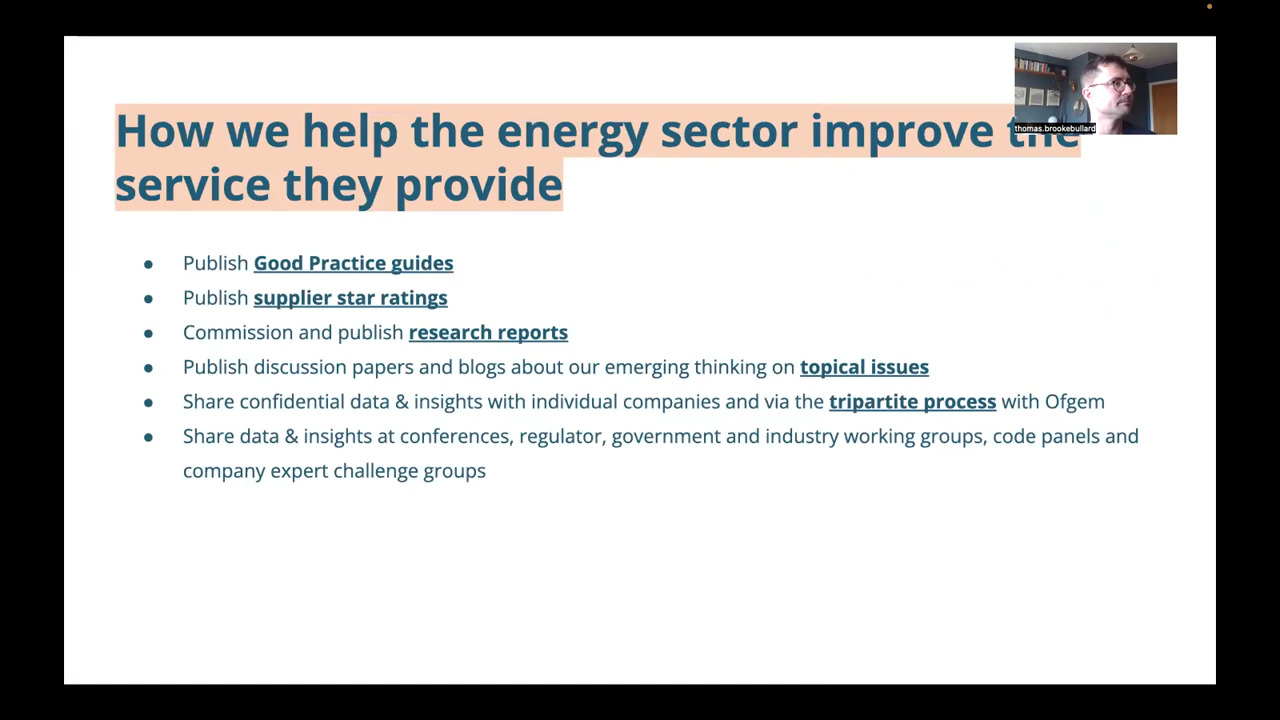 How we help the energy sector improve the
service they provide
thomas.brookebullard
● Publish Good Practice guides
● Publish supplier star ratings
● Commission and publish research reports
● Publish discussion papers and blogs about our emerging thinking on topical issues
● Share confidential data & insights with individual companies and via the tripartite process with Ofgem
● Share data & insights at conferences, regulator, government and industry working groups, code panels and
company expert challenge groups